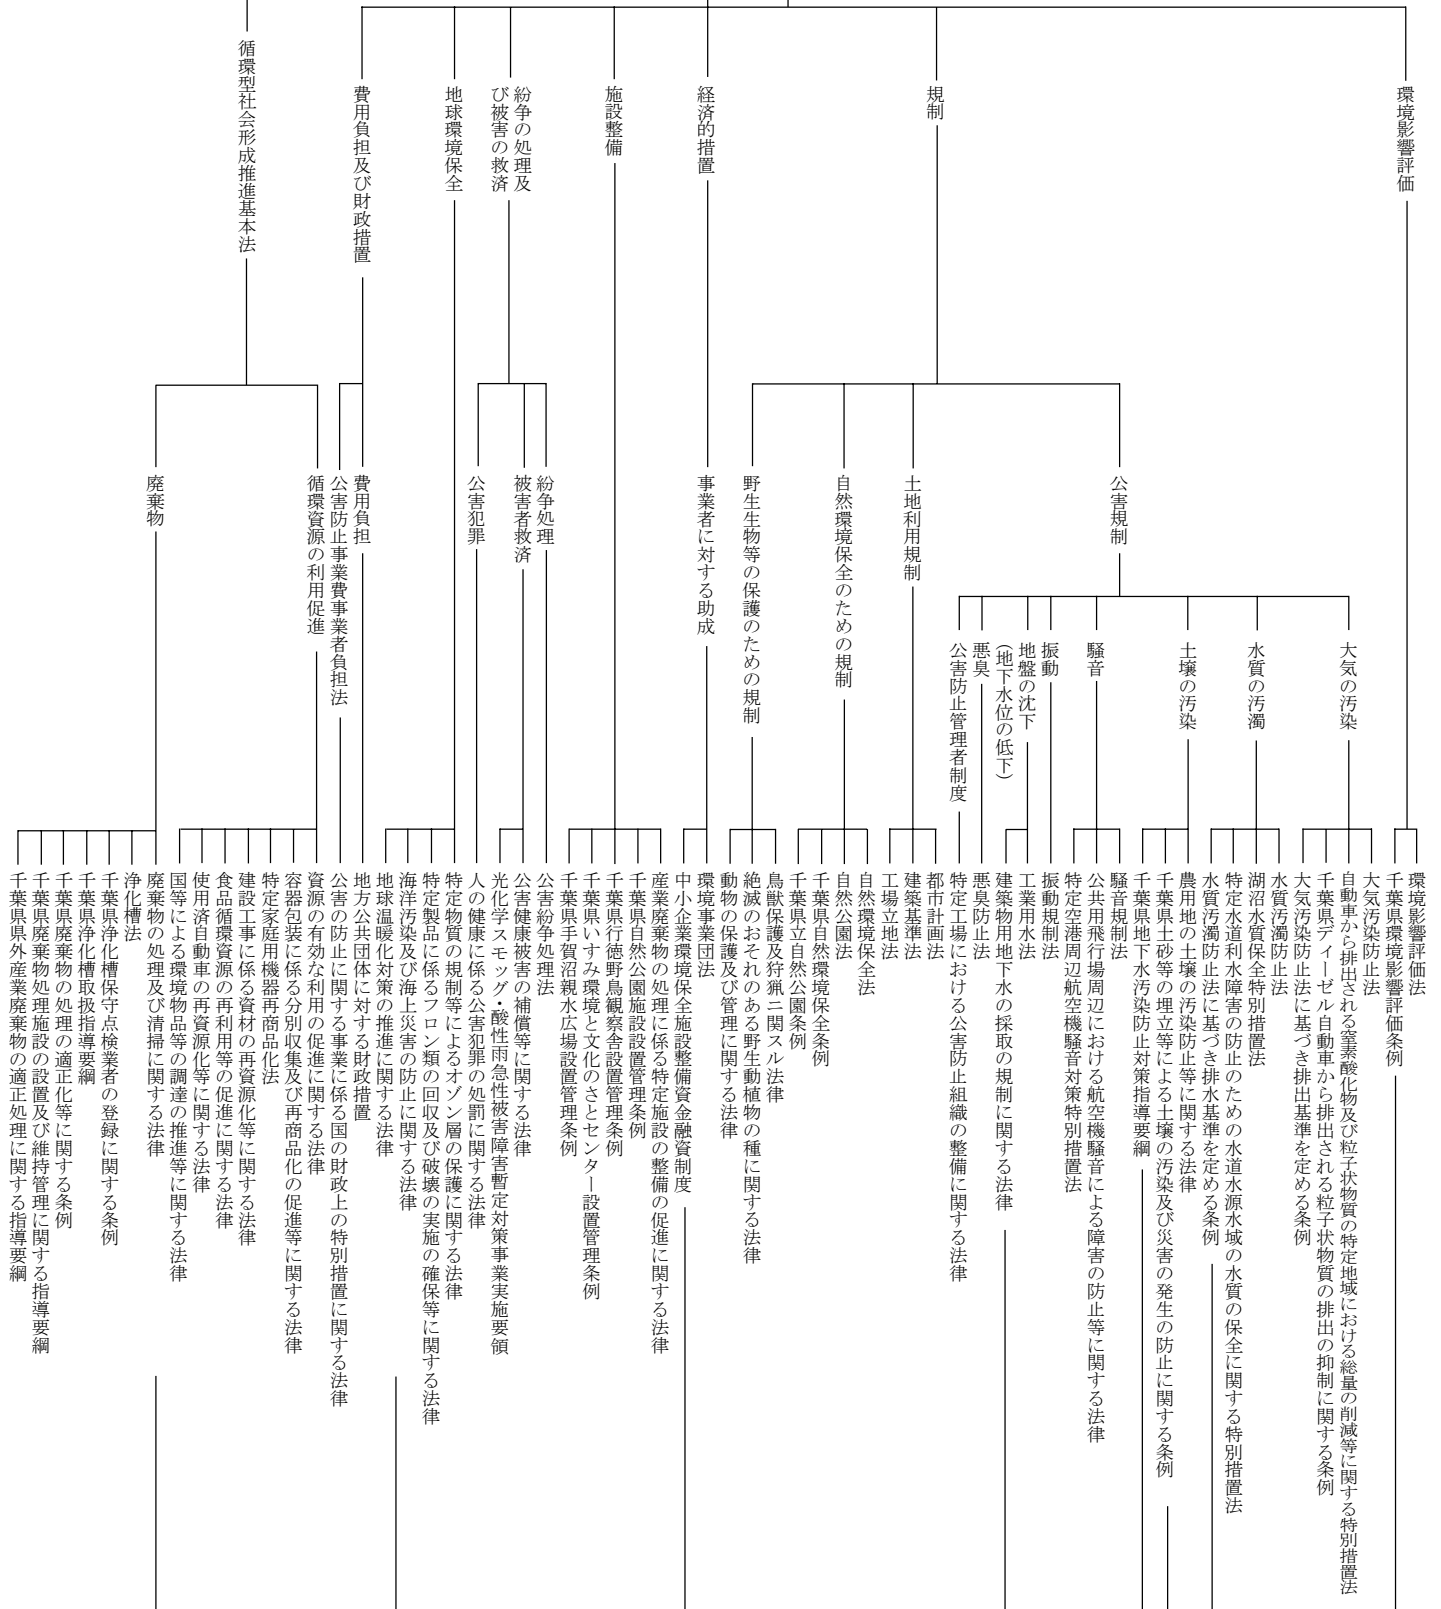 環境影響評価
規制
経済的措置
施設整備
紛争の処理及
び被害の救済
地球環境保全
費用負担及び財政措置
循環型社会形成推進基本法
公害規制
土地利用規制
自然環境保全のための規制
野生生物等の保護のための規制
事業者に対する助成
紛争処理
被害者救済
公害犯罪
費用負担
公害防止事業費事業者負担法
循環資源の利用促進
廃棄物
大気の汚染
水質の汚濁
土壌の汚染
騒音
振動
地盤の沈下
(地下水位の低下)
悪臭
公害防止管理者制度
環境影響評価法
千葉県環境影響評価条例
大気汚染防止法
自動車から排出される窒素酸化物及び粒子状物質の特定地域における総量の削減等に関する特別措置法
千葉県ディーゼル自動車から排出される粒子状物質の排出の抑制に関する条例
大気汚染防止法に基づき排出基準を定める条例
水質汚濁防止法
湖沼水質保全特別措置法
特定水道利水障害の防止のための水道水源水域の水質の保全に関する特別措置法
水質汚濁防止法に基づき排水基準を定める条例
農用地の土壌の汚染防止等に関する法律
千葉県土砂等の埋立等による土壌の汚染及び災害の発生の防止に関する条例
千葉県地下水汚染防止対策指導要綱
騒音規制法
公共用飛行場周辺における航空機騒音による障害の防止等に関する法律
特定空港周辺航空機騒音対策特別措置法
振動規制法
工業用水法
建築物用地下水の採取の規制に関する法律
悪臭防止法
特定工場における公害防止組織の整備に関する法律
都市計画法
建築基準法
工場立地法
自然環境保全法
自然公園法
千葉県自然環境保全条例
千葉県立自然公園条例
鳥獣保護及狩猟ニ関スル法律
絶滅のおそれのある野生動植物の種に関する法律
動物の保護及び管理に関する法律
環境事業団法
中小企業環境保全施設整備資金融資制度
産業廃棄物の処理に係る特定施設の整備の促進に関する法律
千葉県自然公園施設設置管理条例
千葉県行徳野鳥観察舎設置管理条例
千葉県いすみ環境と文化のさとセンター設置管理条例
千葉県手賀沼親水広場設置管理条例
公害紛争処理法
公害健康被害の補償等に関する法律
光化学スモッグ・酸性雨急性被害障害暫定対策事業実施要領
人の健康に係る公害犯罪の処罰に関する法律
特定物質の規制等によるオゾン層の保護に関する法律
特定製品に係るフロン類の回収及び破壊の実施の確保等に関する法律
海洋汚染及び海上災害の防止に関する法律
地球温暖化対策の推進に関する法律
地方公共団体に対する財政措置
公害の防止に関する事業に係る国の財政上の特別措置に関する法律
資源の有効な利用の促進に関する法律
容器包装に係る分別収集及び再商品化の促進等に関する法律
特定家庭用機器再商品化法
建設工事に係る資材の再資源化等に関する法律
食品循環資源の再利用等の促進に関する法律
使用済自動車の再資源化等に関する法律
国等による環境物品等の調達の推進等に関する法律
廃棄物の処理及び清掃に関する法律
浄化槽法
千葉県浄化槽保守点検業者の登録に関する条例
千葉県浄化槽取扱指導要綱
千葉県廃棄物の処理の適正化等に関する条例
千葉県廃棄物処理施設の設置及び維持管理に関する指導要綱
千葉県県外産業廃棄物の適正処理に関する指導要綱